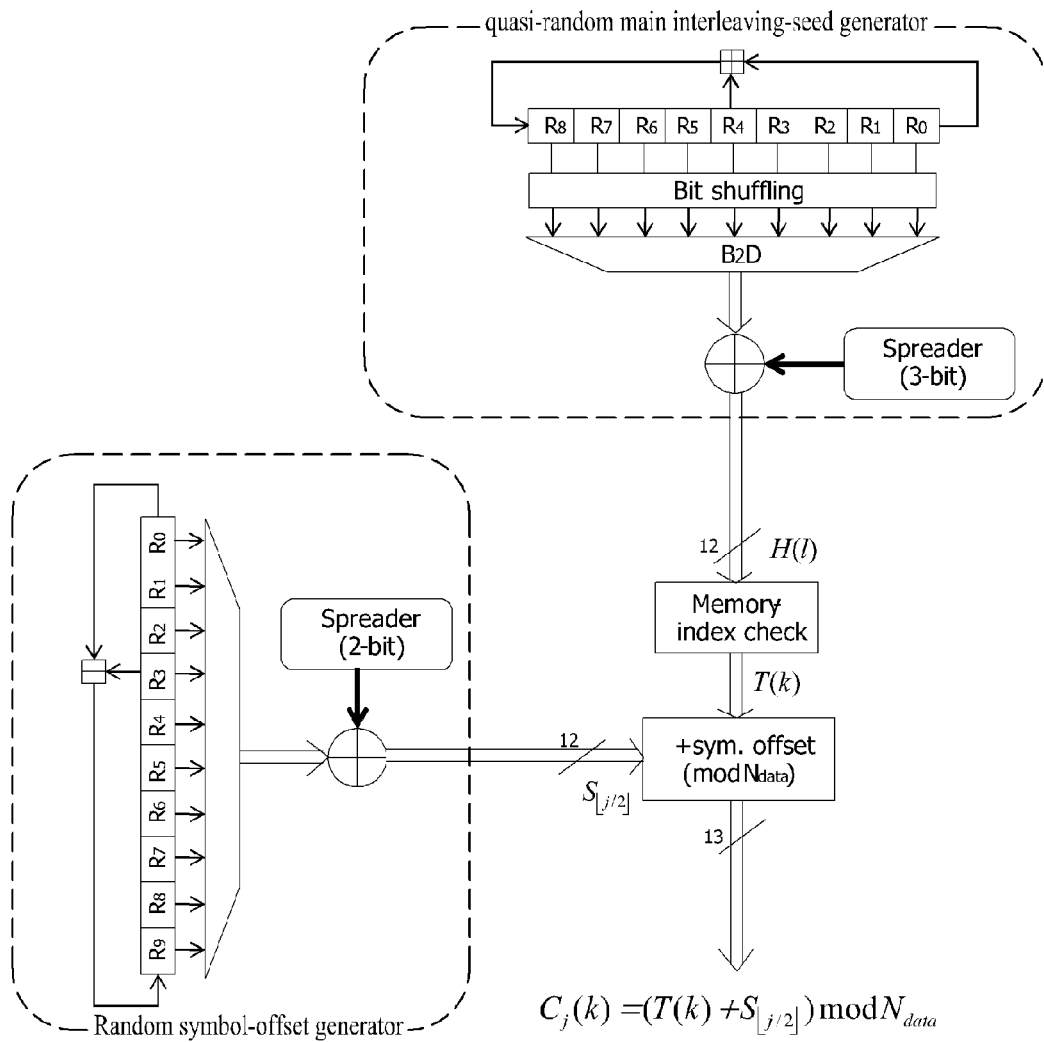 quasi-random main interleaving-seed generator
R8 R7 R6 R5 R4 R3 R2 R1 R0
Bit shuffling
B2D
Spreader
(3-bit)
12
H(l)
Memory-
index check
T(k)
R0
R1
R2
R3
R4
R5
R6
R7
R8
R9
Spreader
(2-bit)
12
S⌊j/2⌋
+sym. offset
(modNdata)
13
Random symbol-offset generator
Cj(k) =(T(k) +S⌊j/2⌋) mod Ndata